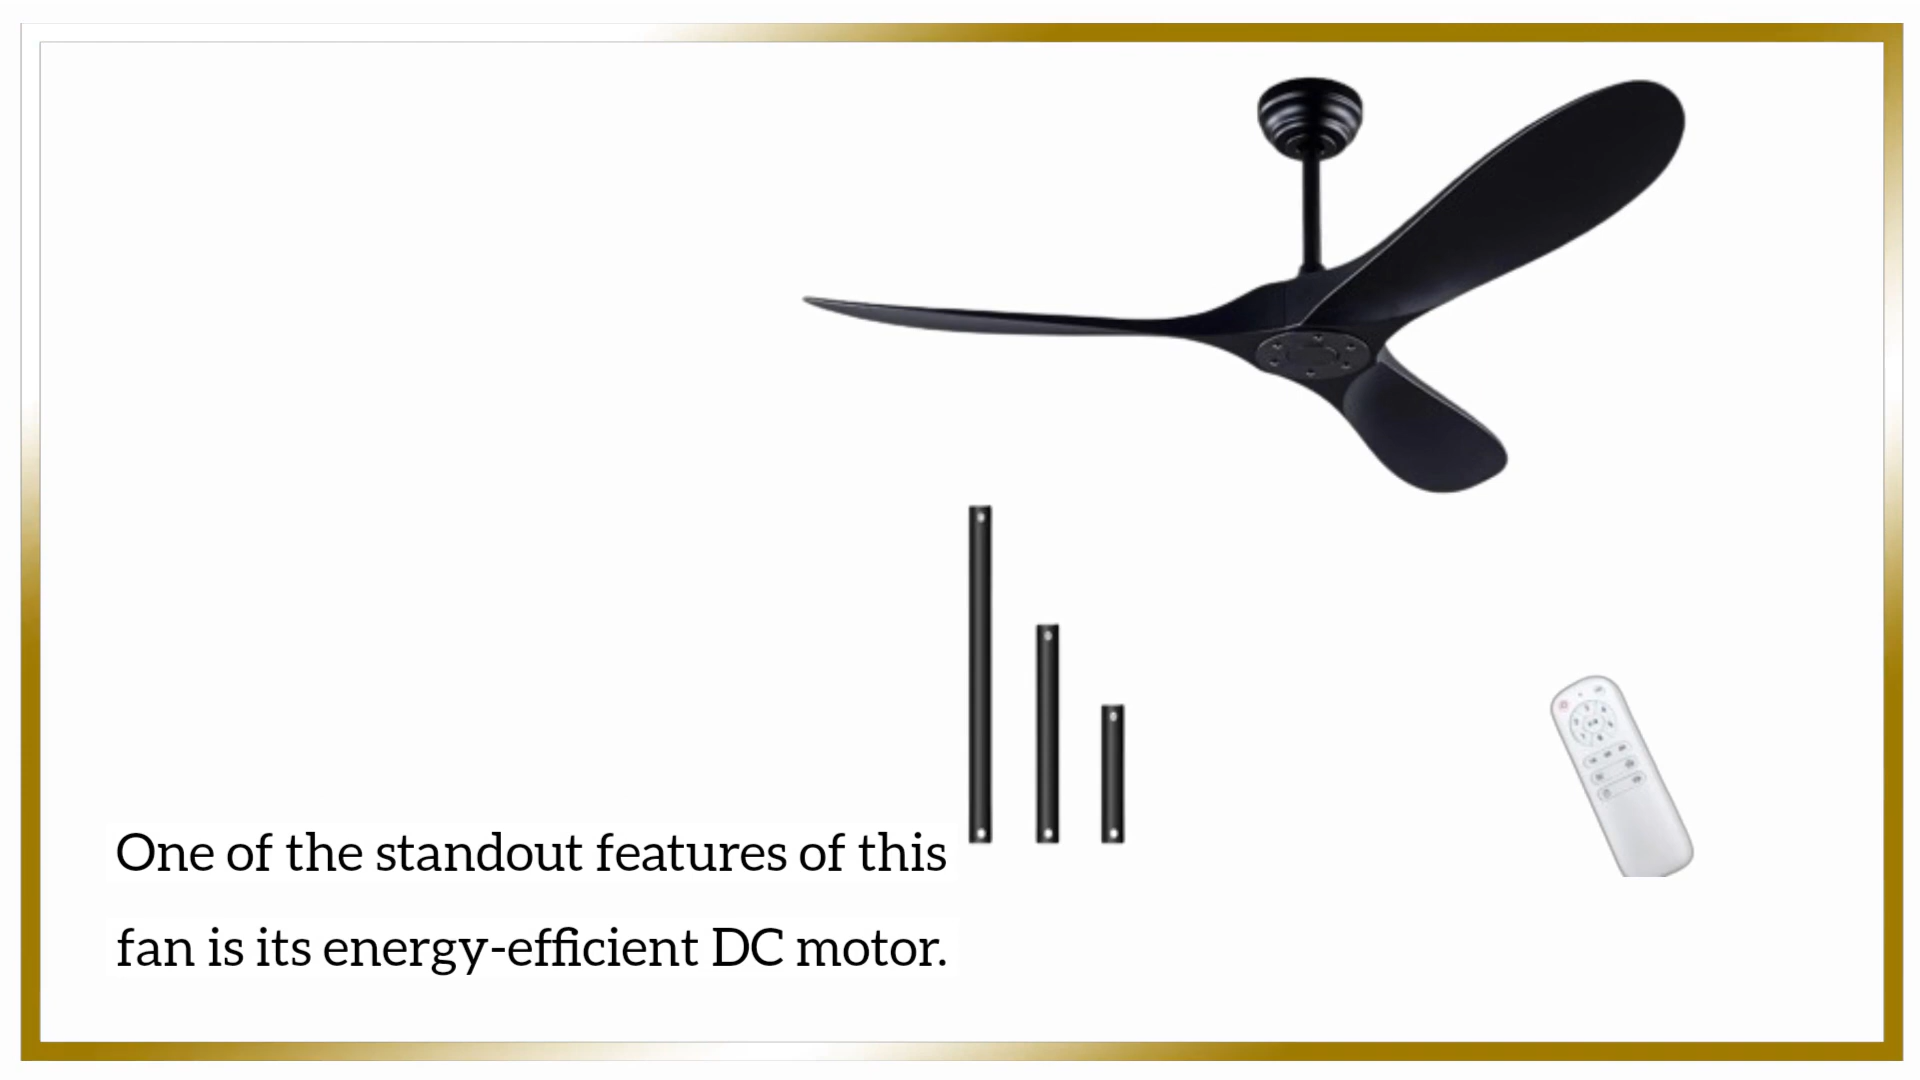 One of the standout features of this
fan is its energy-efficient DC motor.